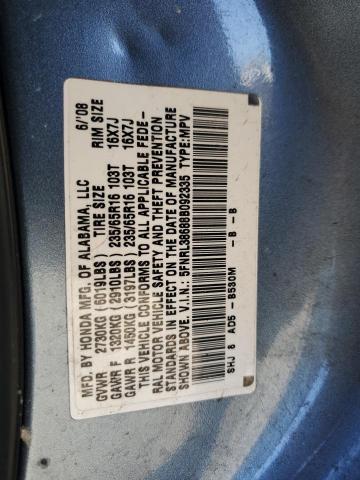 MFD. BY HONDA MFG. OF ALABAMA, LLC 6/'08
GVWR 2730KG (6019LBS) TIRE SIZE RIM SIZE
GAWR F 1320KG (2910LBS) 235/65R16 103T 16X7J
GAWR R 1450KG (3197LBS) 235/65R16 103T 16X7J
THIS VEHICLE CONFORMS TO ALL APPLICABLE FEDE-
RAL MOTOR VEHICLE SAFETY AND THEFT PREVENTION
STANDARDS IN EFFECT ON THE DATE OF MANUFACTURE
SHOWN ABOVE. V.I.N.: 5FNRL38688B092335 TYPE:MPV
SHJ 8 AD5 -B530M -B -B